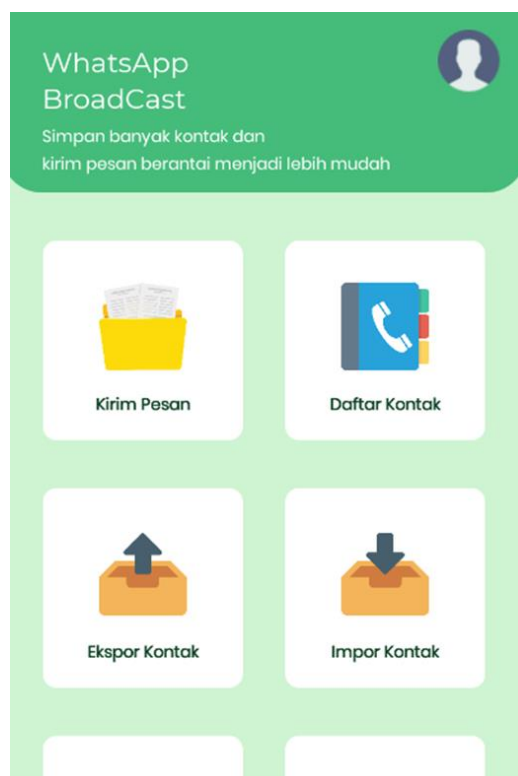 WhatsApp
BroadCast
Simpan banyak kontak dan
kirim pesan berantai menjadi lebih mudah
Kirim Pesan
Daftar Kontak
Ekspor Kontak
Impor Kontak